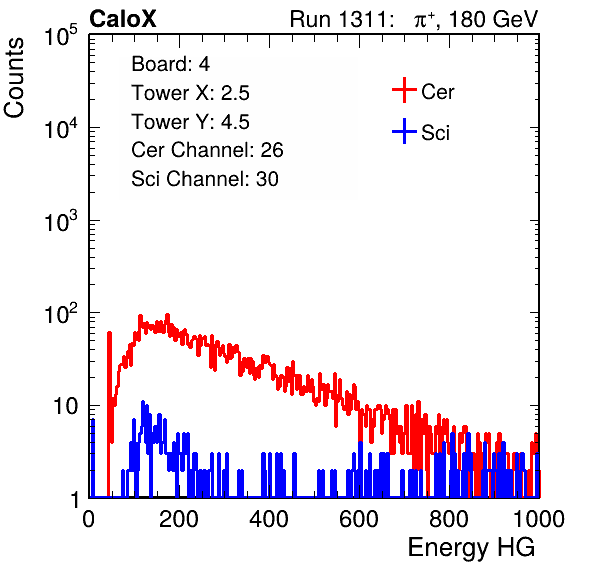 CaloX Run 1311: π⁺, 180 GeV
Board: 4
Tower X: 2.5
Tower Y: 4.5
Cer Channel: 26
Sci Channel: 30
Cer
Sci
Counts
10⁵
10⁴
10³
10²
10
1
0 200 400 600 800 1000
Energy HG